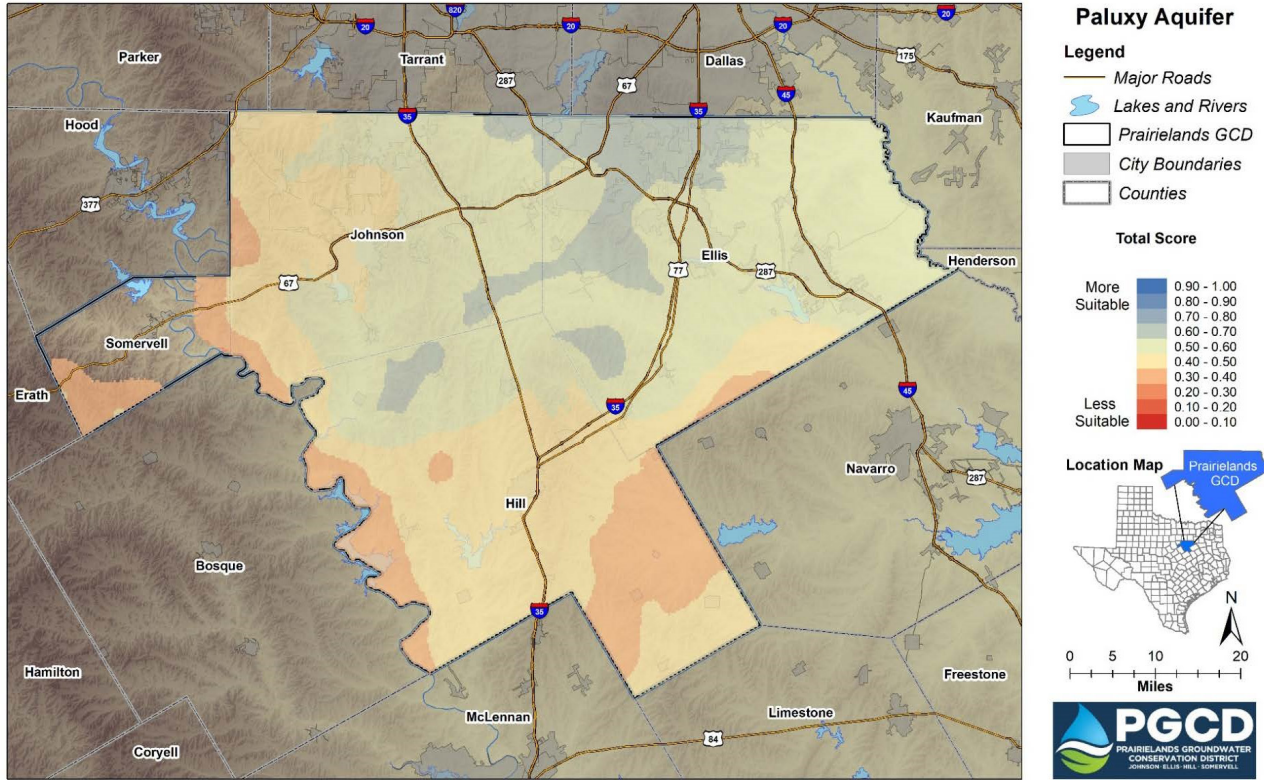 Paluxy Aquifer
Legend
Major Roads
Lakes and Rivers
Prairielands GCD
City Boundaries
Counties
Total Score
More
Suitable
0.90 - 1.00
0.80 - 0.90
0.70 - 0.80
0.60 - 0.70
0.50 - 0.60
0.40 - 0.50
0.30 - 0.40
0.20 - 0.30
0.10 - 0.20
0.00 - 0.10
Less
Suitable
Location Map
Prairielands
GCD
N
0 5 10 20
Miles
PGCD
PRAIRIELANDS GROUNDWATER
CONSERVATION DISTRICT
JOHNSON · ELLIS · HILL · SOMERVELL
820
20
20
20
20
Parker
Tarrant
Dallas
175
287
67
45
Hood
35
35
Kaufman
377
Johnson
Ellis
Henderson
67
77
287
Somervell
Erath
45
35
Navarro
287
Hill
Bosque
35
Hamilton
Freestone
McLennan
Limestone
84
Coryell